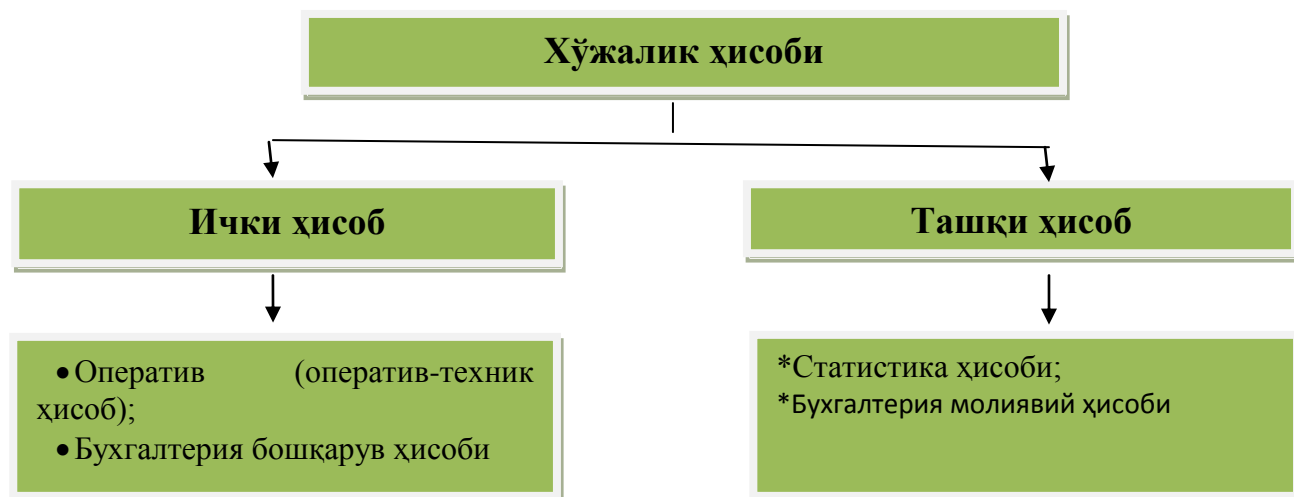 Хўжалик ҳисоби
Ички ҳисоб
Ташқи ҳисоб
•Оператив (оператив-техник
ҳисоб);
•Бухгалтерия бошқарув ҳисоби
*Статистика ҳисоби;
*Бухгалтерия молиявий ҳисоби